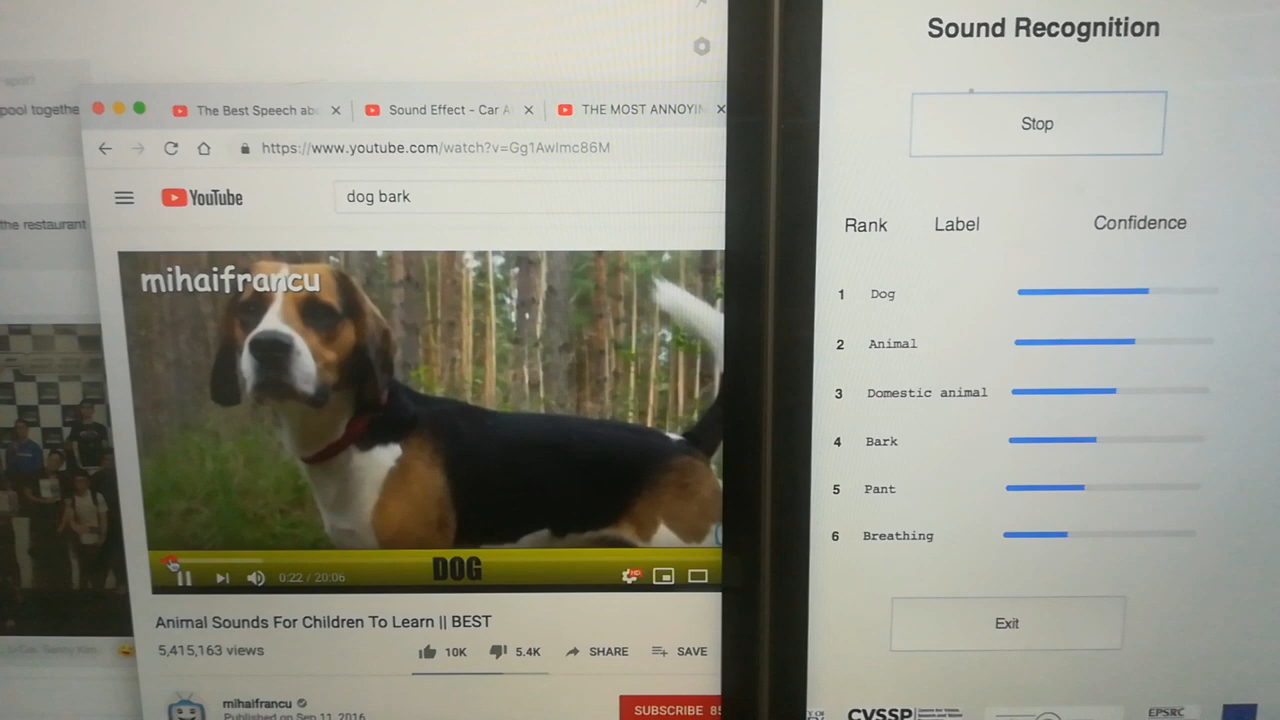 pool togethe
the restaurant
The Best Speech ab
Sound Effect - Car A
THE MOST ANNOYIN
https://www.youtube.com/watch?v=Gg1AwImc86M
YouTube
dog bark
mihaifrancu
DOG
0:22 / 20:06
HD
Animal Sounds For Children To Learn || BEST
5,415,163 views
10K
5.4K
SHARE
SAVE
mihaifrancu
Published on Sep 11, 2016
SUBSCRIBE
Sound Recognition
Stop
Rank Label Confidence
1 Dog
2 Animal
3 Domestic animal
4 Bark
5 Pant
6 Breathing
Exit
CVSSP
EPSRC